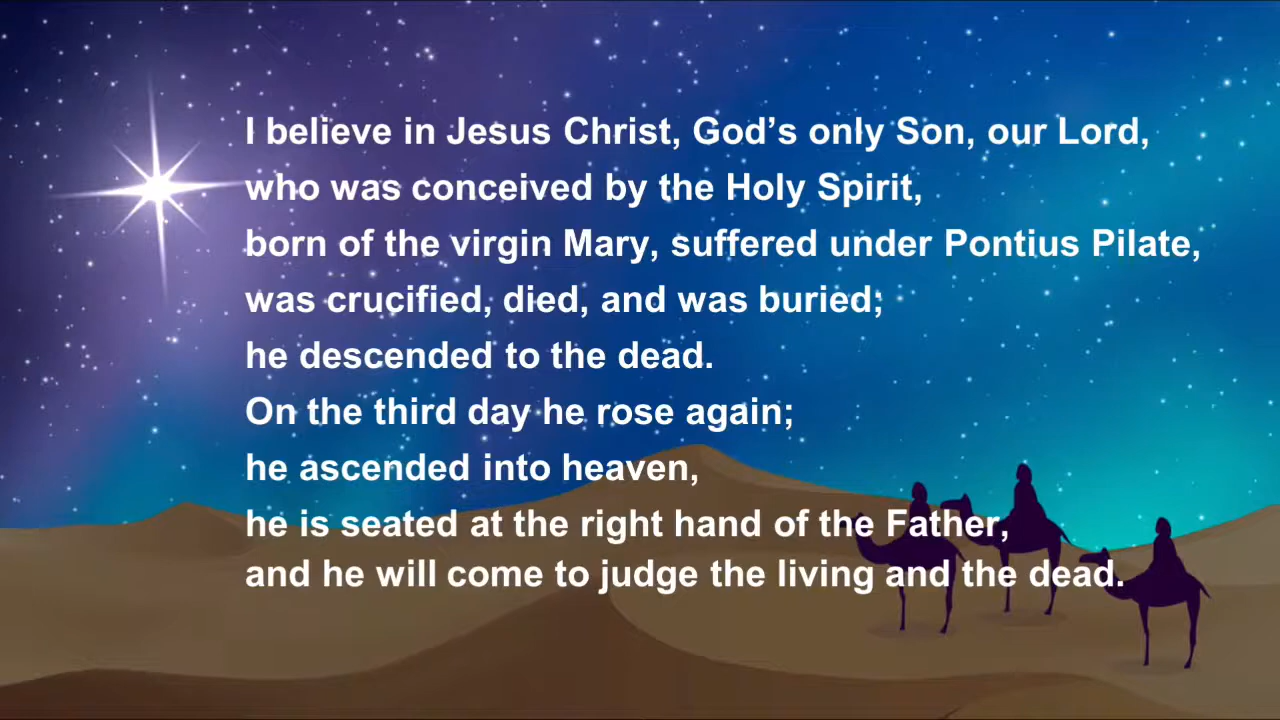 I believe in Jesus Christ, God’s only Son, our Lord,
who was conceived by the Holy Spirit,
born of the virgin Mary, suffered under Pontius Pilate,
was crucified, died, and was buried;
he descended to the dead.
On the third day he rose again;
he ascended into heaven,
he is seated at the right hand of the Father,
and he will come to judge the living and the dead.